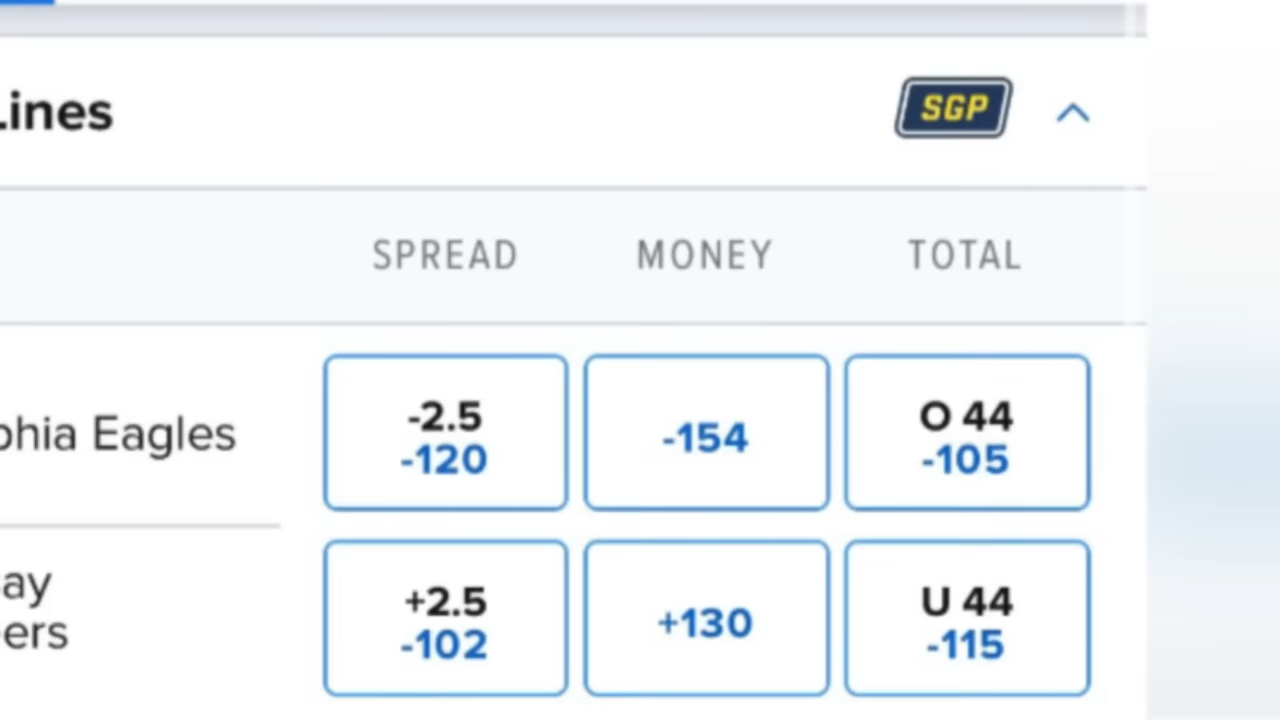 Lines
SGP
SPREAD MONEY TOTAL
phia Eagles
-2.5 -154 O 44
-120 -105
ay
ers
+2.5 +130 U 44
-102 -115